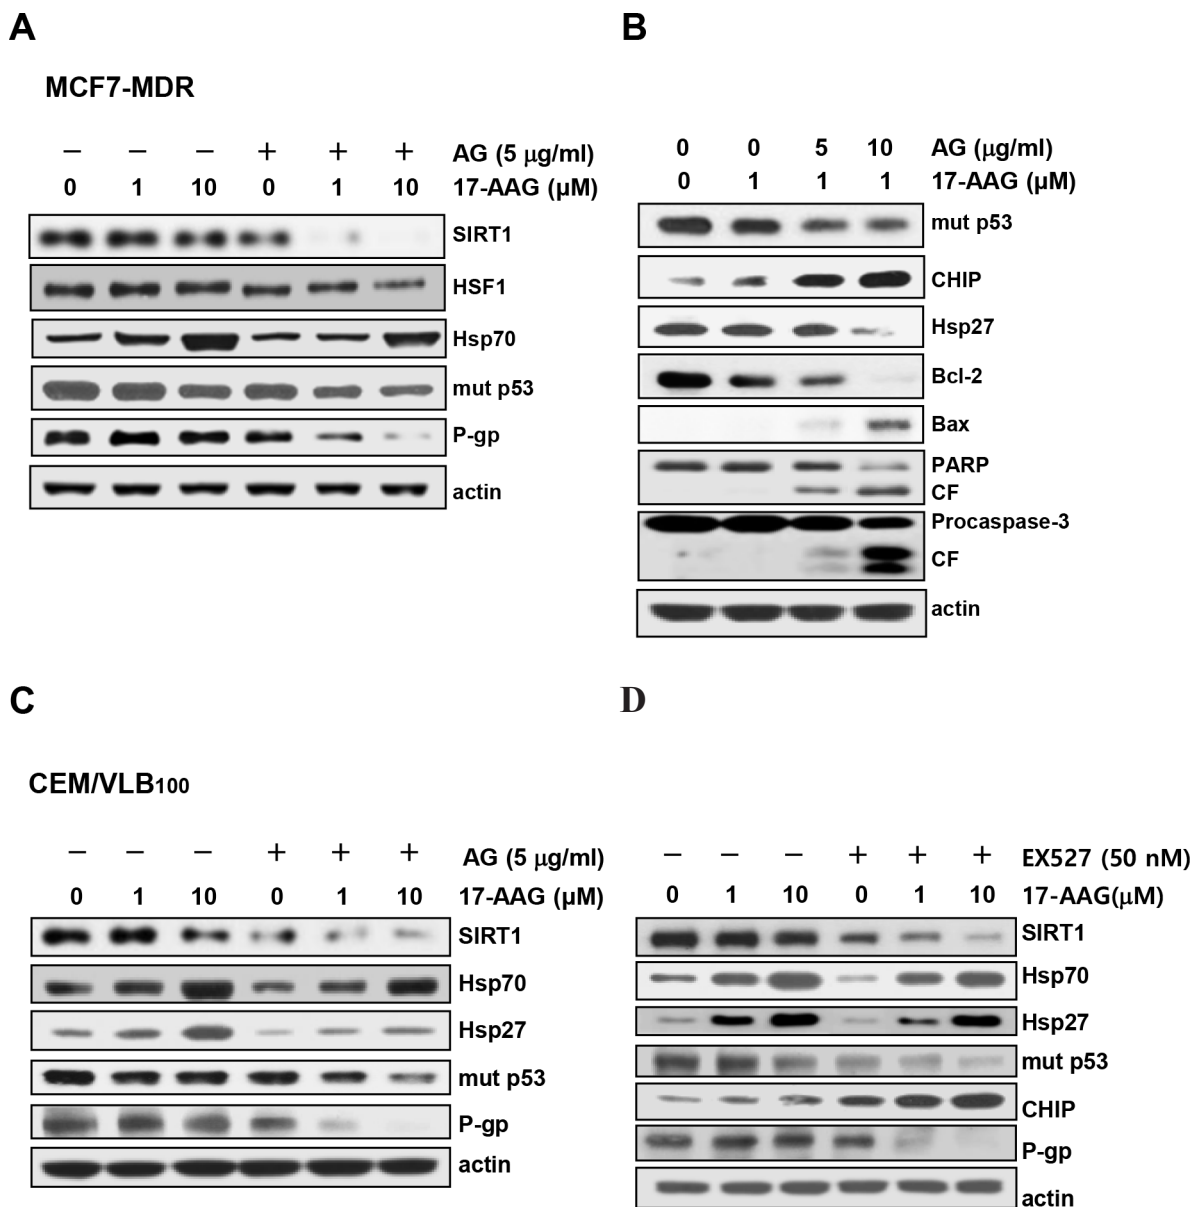 A
MCF7-MDR
− − − + + + AG (5 μg/ml)
0 1 10 0 1 10 17-AAG (μM)
SIRT1
HSF1
Hsp70
mut p53
P-gp
actin
B
0 0 5 10 AG (μg/ml)
0 1 1 1 17-AAG (μM)
mut p53
CHIP
Hsp27
Bcl-2
Bax
PARP
CF
Procaspase-3
CF
actin
C
CEM/VLB100
− − − + + + AG (5 μg/ml)
0 1 10 0 1 10 17-AAG (μM)
SIRT1
Hsp70
Hsp27
mut p53
P-gp
actin
D
− − − + + + EX527 (50 nM)
0 1 10 0 1 10 17-AAG(μM)
SIRT1
Hsp70
Hsp27
mut p53
CHIP
P-gp
actin